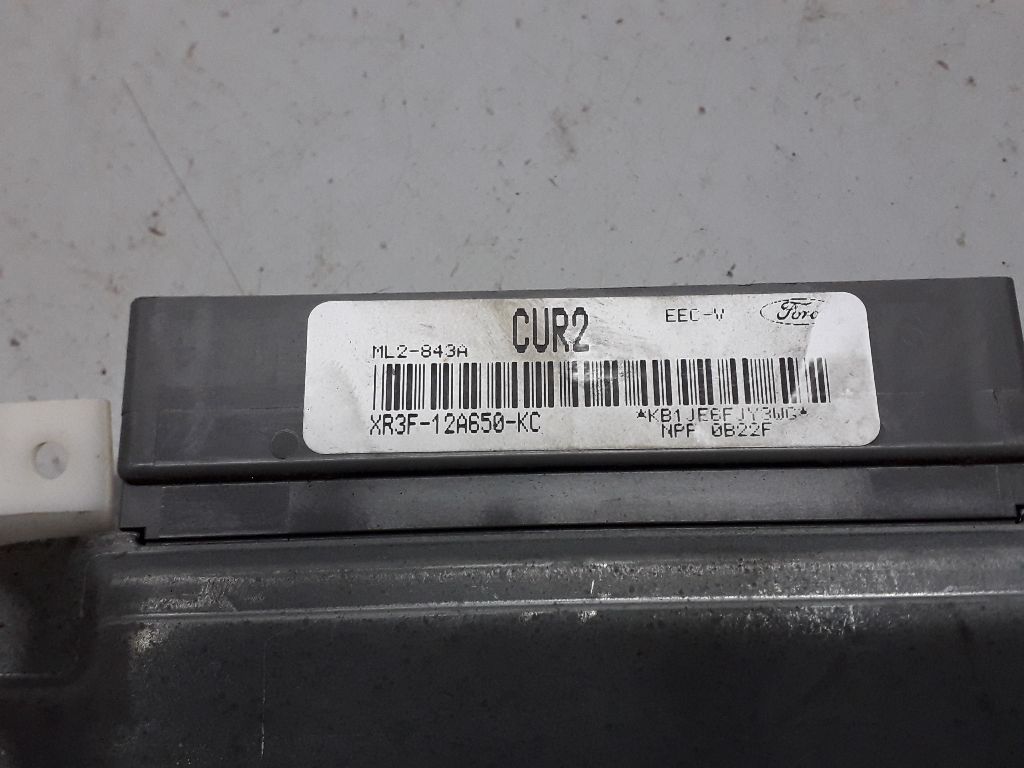 CUR2
EEC-V
Ford
ML2-843A
XR3F-12A650-KC
*KB1JE6FJY3WG*
NPF 0B22F